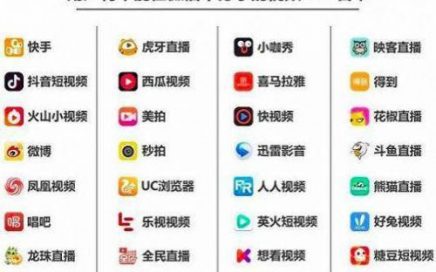 快手
虎牙直播
小咖秀
映客直播
抖音短视频
西瓜视频
喜马拉雅
得到
火山小视频
美拍
快视频
花椒直播
微博
秒拍
迅雷影音
斗鱼直播
凤凰视频
UC浏览器
人人视频
熊猫直播
唱吧
乐视视频
英火短视频
好兔视频
龙珠直播
全民直播
想看视频
糖豆短视频